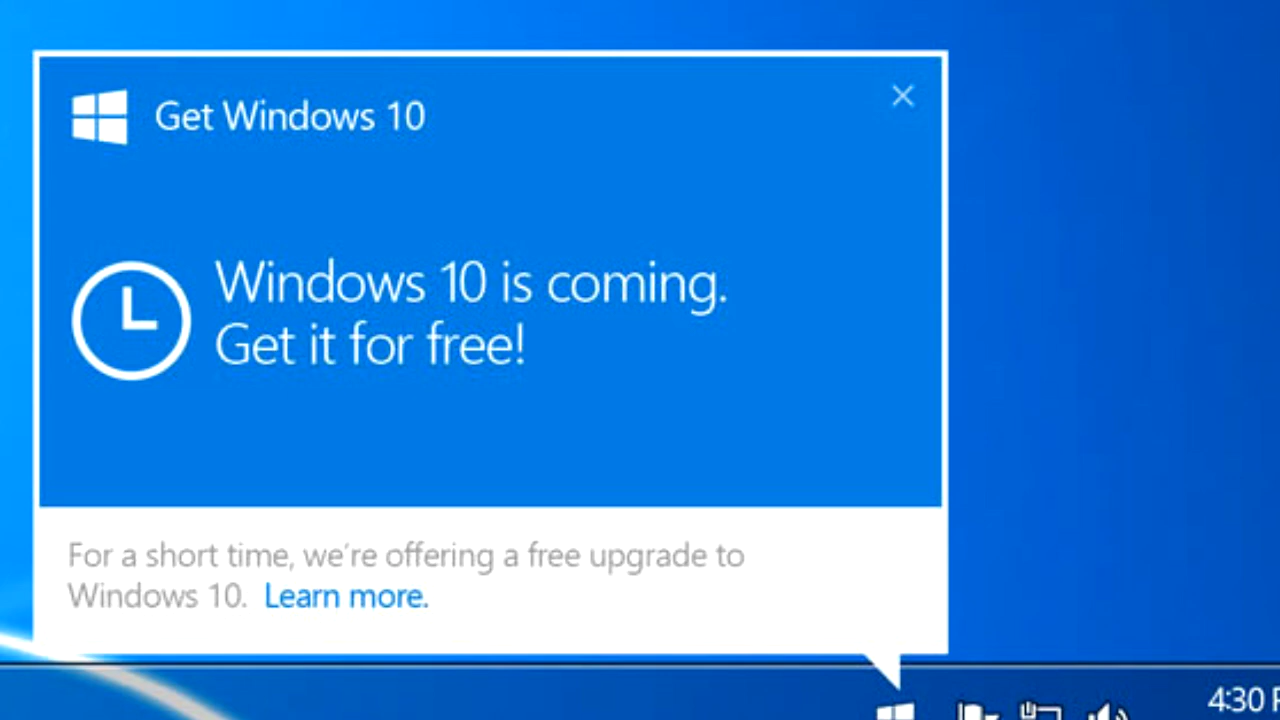 Get Windows 10
Windows 10 is coming.
Get it for free!
For a short time, we're offering a free upgrade to
Windows 10. Learn more.
4:30